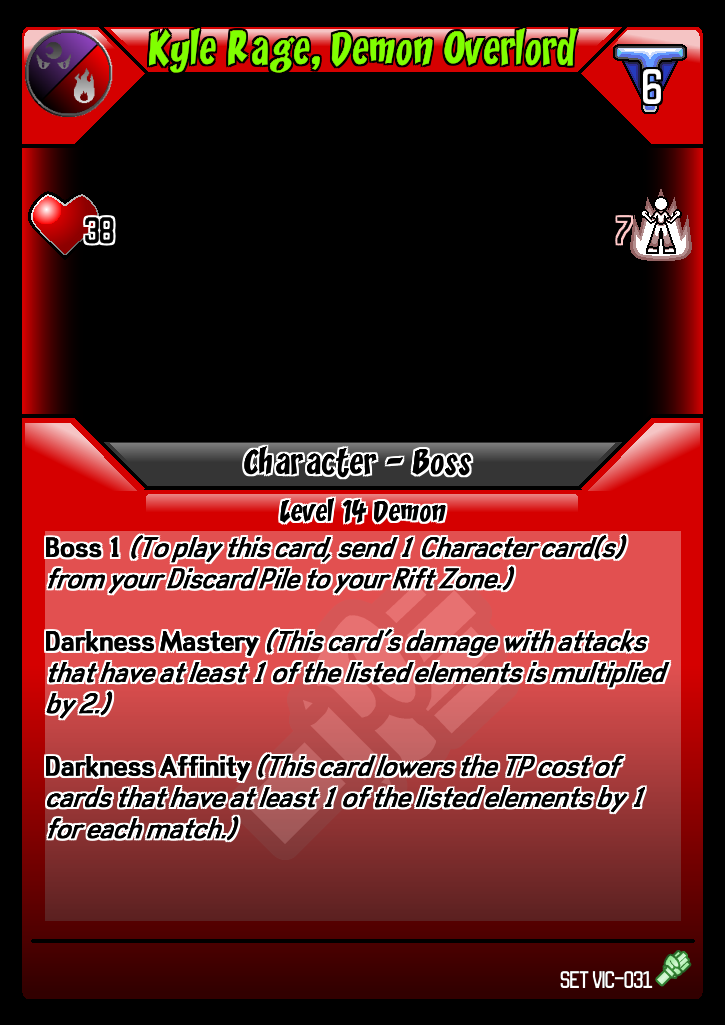 Kyle Rage, Demon Overlord
6
38
7
Character - Boss
Level 14 Demon
Boss 1 (To play this card, send 1 Character card(s)
from your Discard Pile to your Rift Zone.)
Darkness Mastery (This card's damage with attacks
that have at least 1 of the listed elements is multiplied
by 2.)
Darkness Affinity (This card lowers the TP cost of
cards that have at least 1 of the listed elements by 1
for each match.)
SET VIC-031